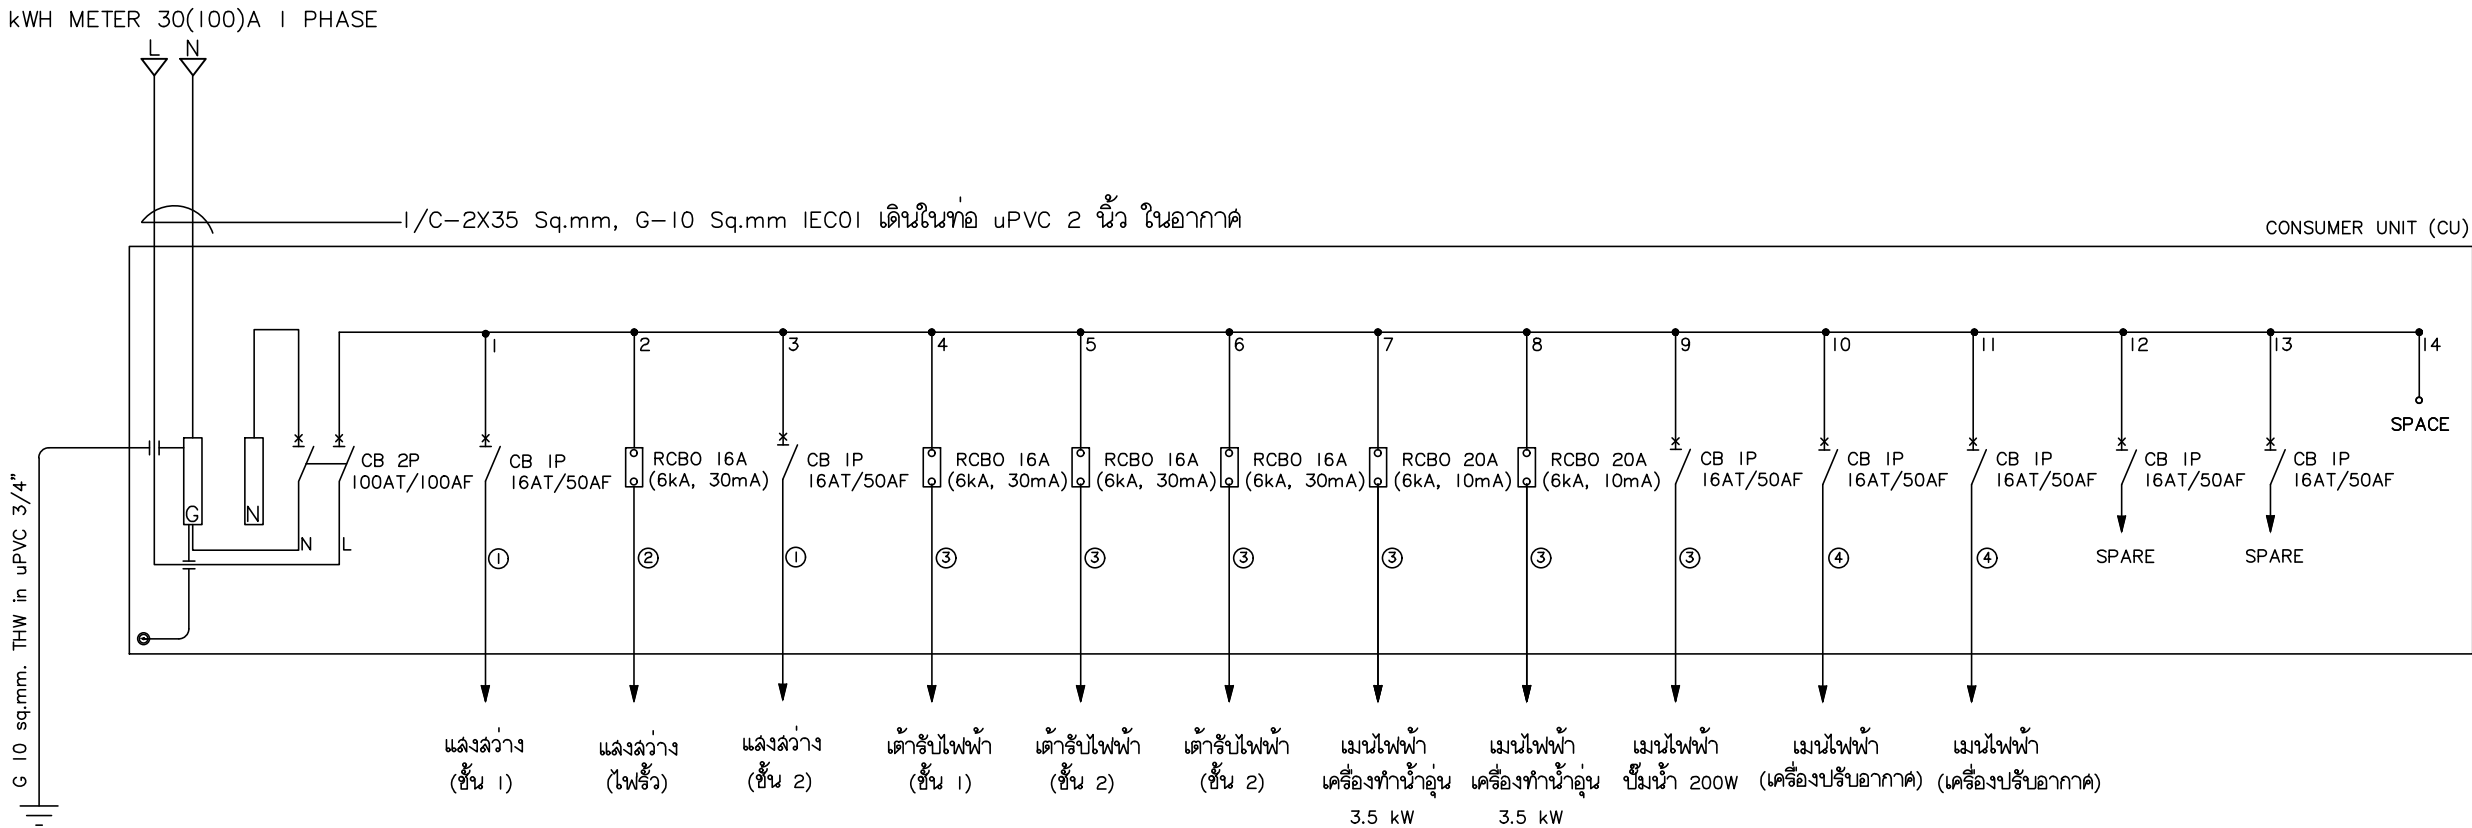 kWH METER 30(100)A 1 PHASE
L N
1/C-2X35 Sq.mm, G-10 Sq.mm IEC01 เดินในท่อ uPVC 2 นิ้ว ในอากาศ
CONSUMER UNIT (CU)
1 2 3 4 5 6 7 8 9 10 11 12 13 14
SPACE
G 10 sq.mm. THW in uPVC 3/4"
G
N
CB 2P
100AT/100AF
N L
CB 1P
16AT/50AF
RCBO 16A
(6kA, 30mA)
CB 1P
16AT/50AF
RCBO 16A
(6kA, 30mA)
RCBO 16A
(6kA, 30mA)
RCBO 16A
(6kA, 30mA)
RCBO 20A
(6kA, 10mA)
RCBO 20A
(6kA, 10mA)
CB 1P
16AT/50AF
CB 1P
16AT/50AF
CB 1P
16AT/50AF
CB 1P
16AT/50AF
CB 1P
16AT/50AF
1 2 1 3 3 3 3 3 3 4 4
SPARE
SPARE
แสงสว่าง
(ชั้น 1)
แสงสว่าง
(ไฟรั้ว)
แสงสว่าง
(ชั้น 2)
เต้ารับไฟฟ้า
(ชั้น 1)
เต้ารับไฟฟ้า
(ชั้น 2)
เต้ารับไฟฟ้า
(ชั้น 2)
เมนไฟฟ้า
เครื่องทำน้ำอุ่น
3.5 kW
เมนไฟฟ้า
เครื่องทำน้ำอุ่น
3.5 kW
เมนไฟฟ้า
ปั๊มน้ำ 200W
เมนไฟฟ้า
(เครื่องปรับอากาศ)
เมนไฟฟ้า
(เครื่องปรับอากาศ)